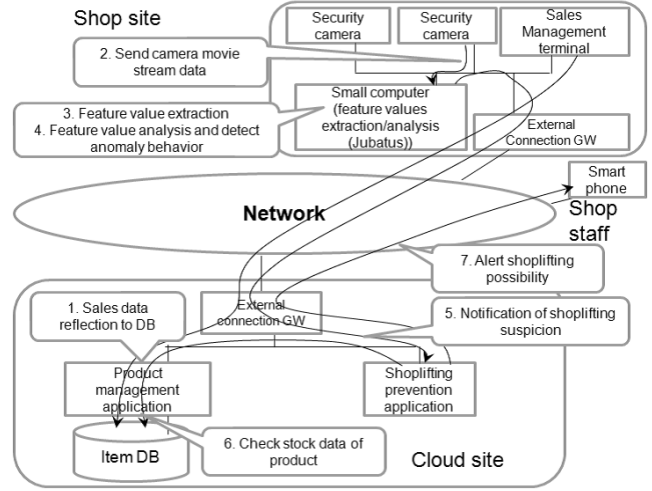 Shop site
Security
camera
Security
camera
Sales
Management
terminal
2. Send camera movie
stream data
3. Feature value extraction
4. Feature value analysis and detect
anomaly behavior
Small computer
(feature values
extraction/analysis
(Jubatus))
External
Connection GW
Smart
phone
Shop
staff
Network
7. Alert shoplifting
possibility
1. Sales data
reflection to DB
External
connection GW
5. Notification of shoplifting
suspicion
Product
management
application
Shoplifting
prevention
application
Item DB
6. Check stock data of
product
Cloud site